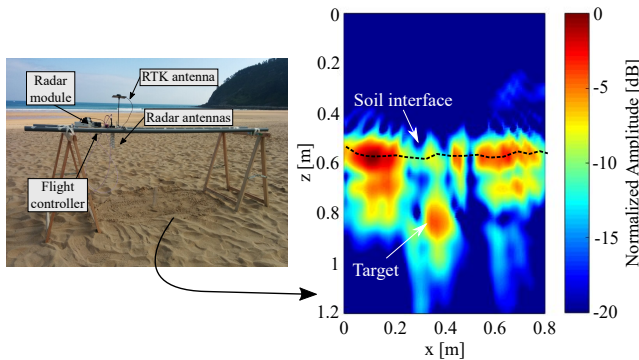 Radar
module
RTK antenna
Radar antennas
Flight
controller
Soil interface
Target
0
0.2
0.4
0.6
0.8
1
1.2
z [m]
0
0.2
0.4
0.6
0.8
x [m]
0
-5
-10
-15
-20
Normalized Amplitude [dB]